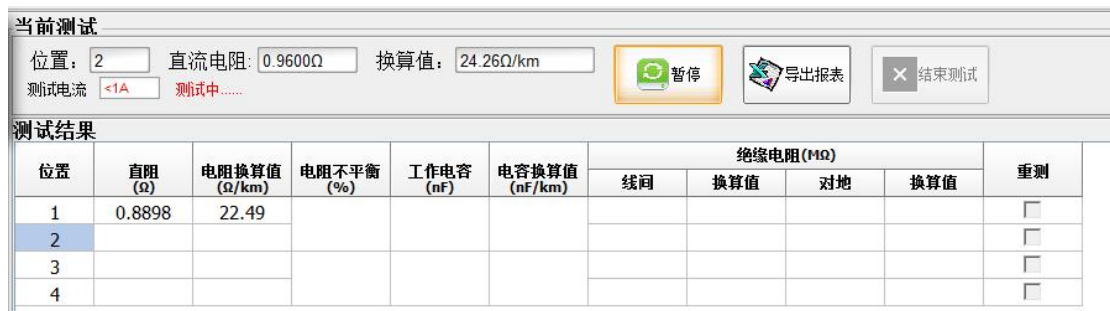 当前测试
位置： 2 直流电阻: 0.9600Ω 换算值： 24.26Ω/km 暂停 导出报表 结束测试
测试电流 <1A 测试中......
测试结果
位置 直阻(Ω) 电阻换算值(Ω/km) 电阻不平衡(%) 工作电容(nF) 电容换算值(nF/km) 绝缘电阻(MΩ) 重测
线间 换算值 对地 换算值
1 0.8898 22.49
2
3
4